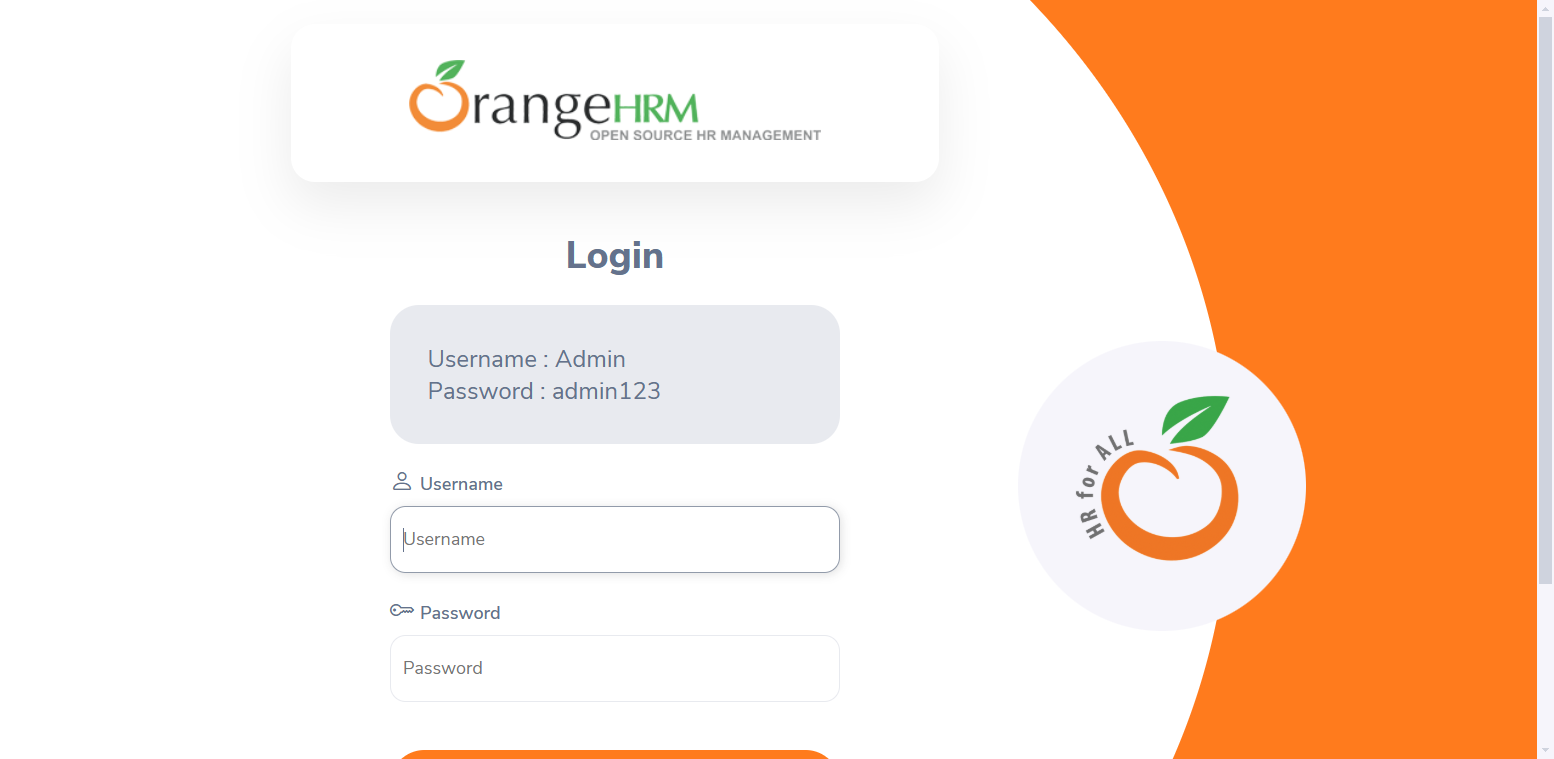 OrangeHRM
OPEN SOURCE HR MANAGEMENT
Login
Username : Admin
Password : admin123
Username
Username
Password
Password
HR for ALL